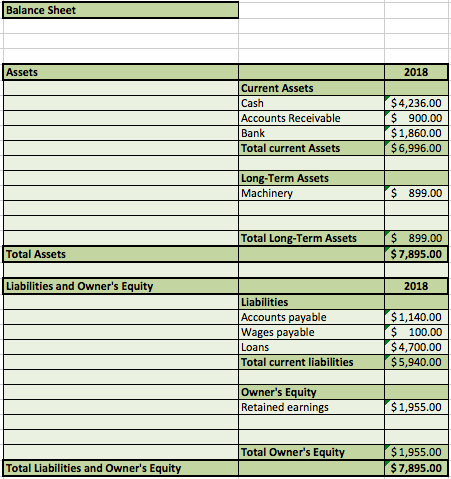 Balance Sheet
Assets 2018
Current Assets
Cash $4,236.00
Accounts Receivable $ 900.00
Bank $1,860.00
Total current Assets $6,996.00
Long-Term Assets
Machinery $ 899.00
Total Long-Term Assets $ 899.00
Total Assets $7,895.00
Liabilities and Owner's Equity 2018
Liabilities
Accounts payable $1,140.00
Wages payable $ 100.00
Loans $4,700.00
Total current liabilities $5,940.00
Owner's Equity
Retained earnings $1,955.00
Total Owner's Equity $1,955.00
Total Liabilities and Owner's Equity $7,895.00